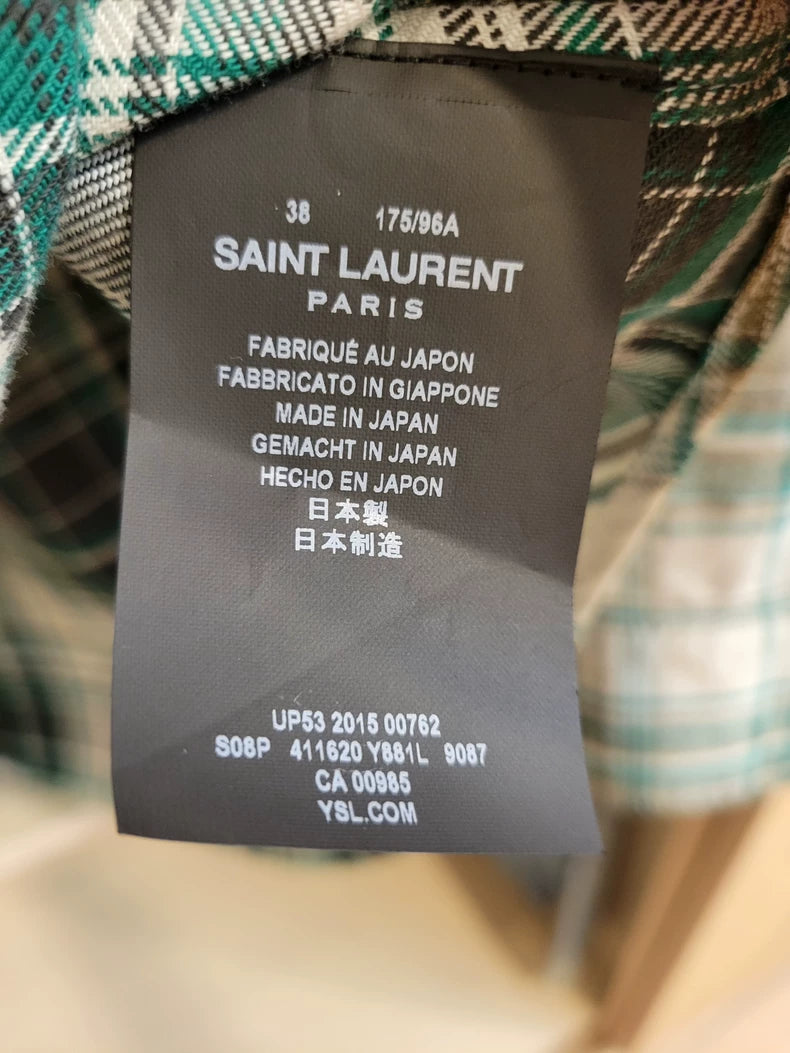 38 175/96A
SAINT LAURENT
PARIS
FABRIQUÉ AU JAPON
FABBRICATO IN GIAPPONE
MADE IN JAPAN
GEMACHT IN JAPAN
HECHO EN JAPON
日本製
日本制造
UP53 2015 00762
S08P 411620 Y881L 9087
CA 00985
YSL.COM